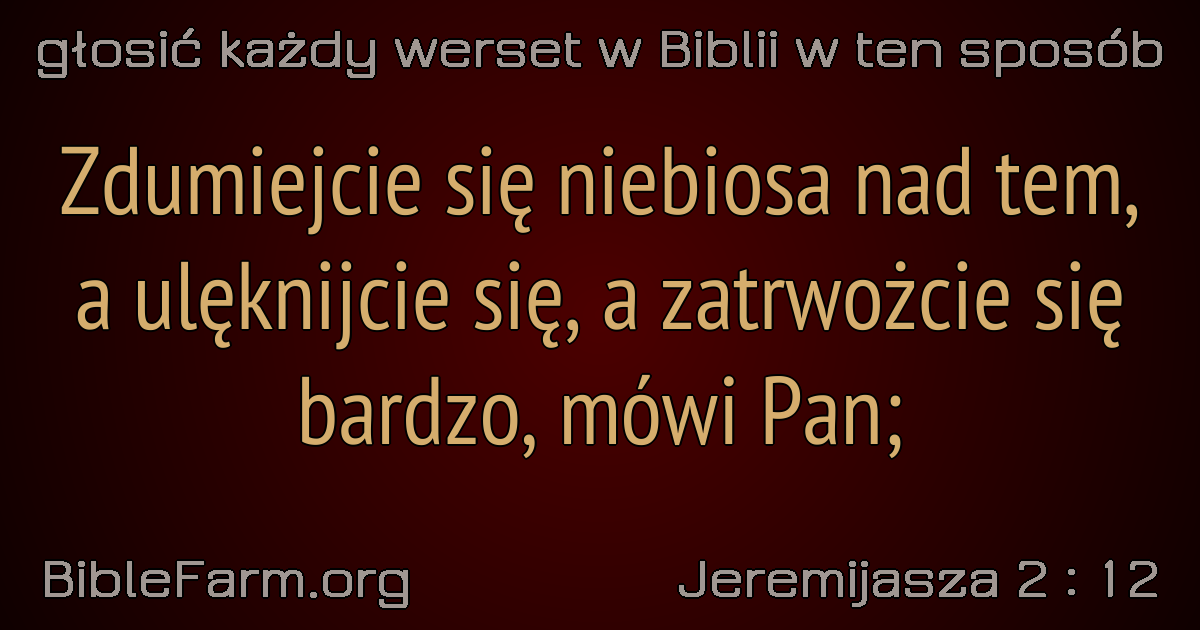 głosić każdy werset w Biblii w ten sposób
Zdumiejcie się niebiosa nad tem,
a ulęknijcie się, a zatrwożcie się
bardzo, mówi Pan;
BibleFarm.org
Jeremijasza 2 : 12